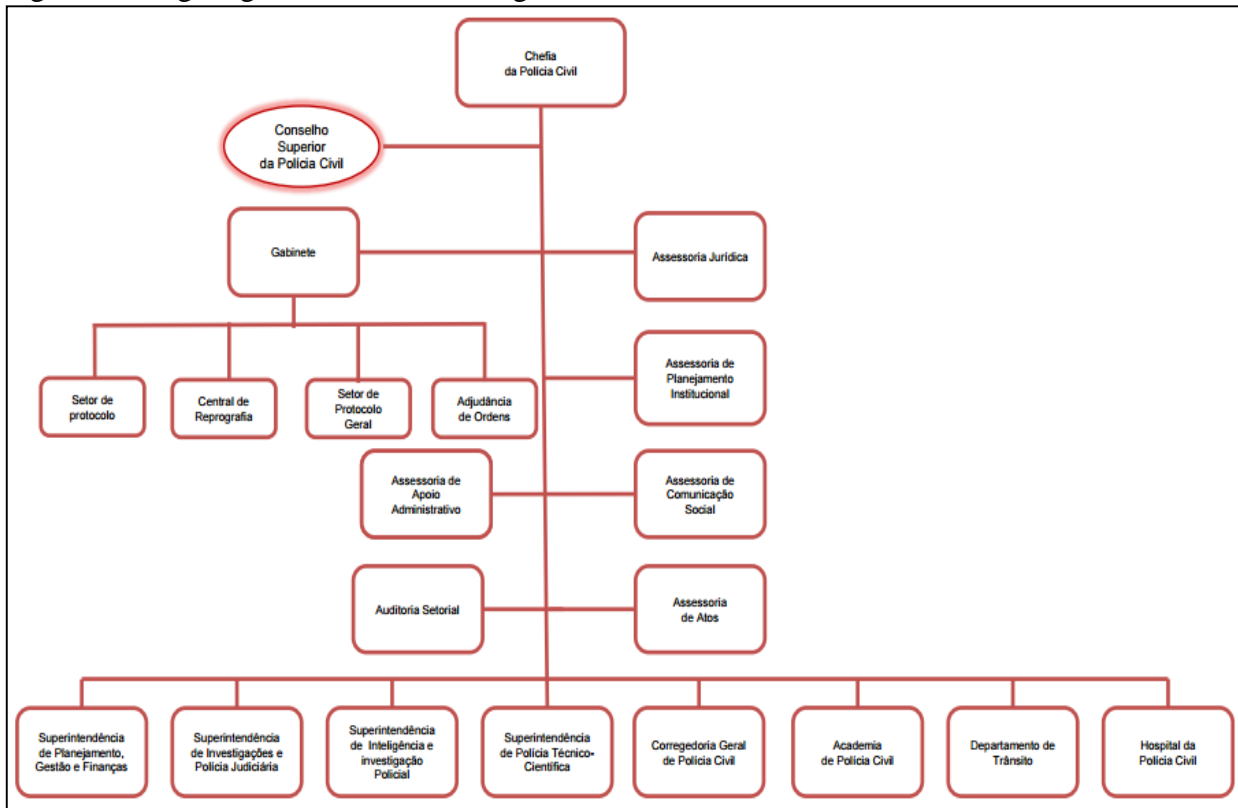 Chefia
da Polícia Civil
Conselho
Superior
da Polícia Civil
Gabinete
Assessoria Jurídica
Assessoria de
Planejamento
Institucional
Setor de
protocolo
Central de
Reprografia
Setor de
Protocolo
Geral
Adjudância
de Ordens
Assessoria de
Apoio
Administrativo
Assessoria de
Comunicação
Social
Auditoria Setorial
Assessoria
de Atos
Superintendência
de Planejamento,
Gestão e Finanças
Superintendência
de Investigações e
Polícia Judiciária
Superintendência
de Inteligência e
investigação
Policial
Superintendência
de Polícia Técnico-
Científica
Corregedoria Geral
de Polícia Civil
Academia
de Polícia Civil
Departamento de
Trânsito
Hospital da
Polícia Civil